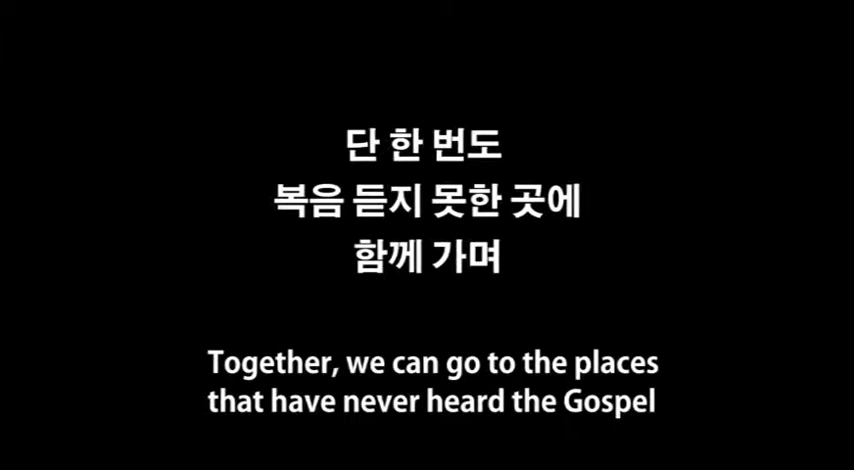 단 한 번도
복음 듣지 못한 곳에
함께 가며
Together, we can go to the places
that have never heard the Gospel